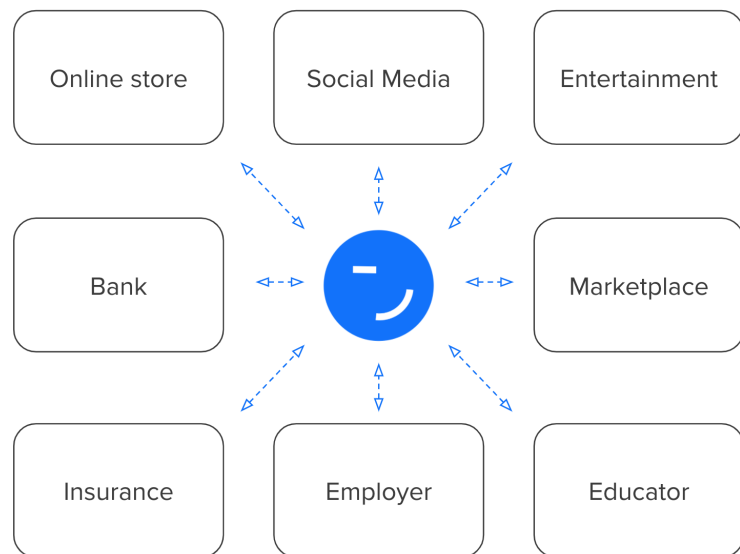 Online store
Social Media
Entertainment
Bank
Marketplace
Insurance
Employer
Educator